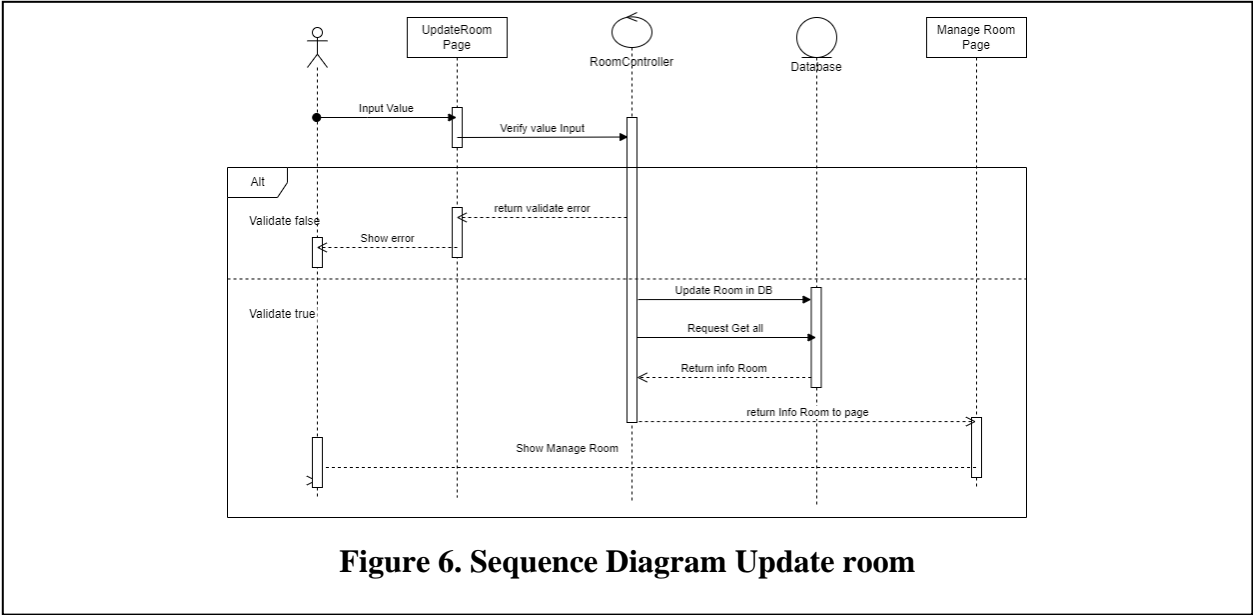 UpdateRoom
Page
RoomController
Database
Manage Room
Page
Input Value
Verify value Input
Alt
return validate error
Validate false
Show error
Update Room in DB
Validate true
Request Get all
Return info Room
return Info Room to page
Show Manage Room
Figure 6. Sequence Diagram Update room